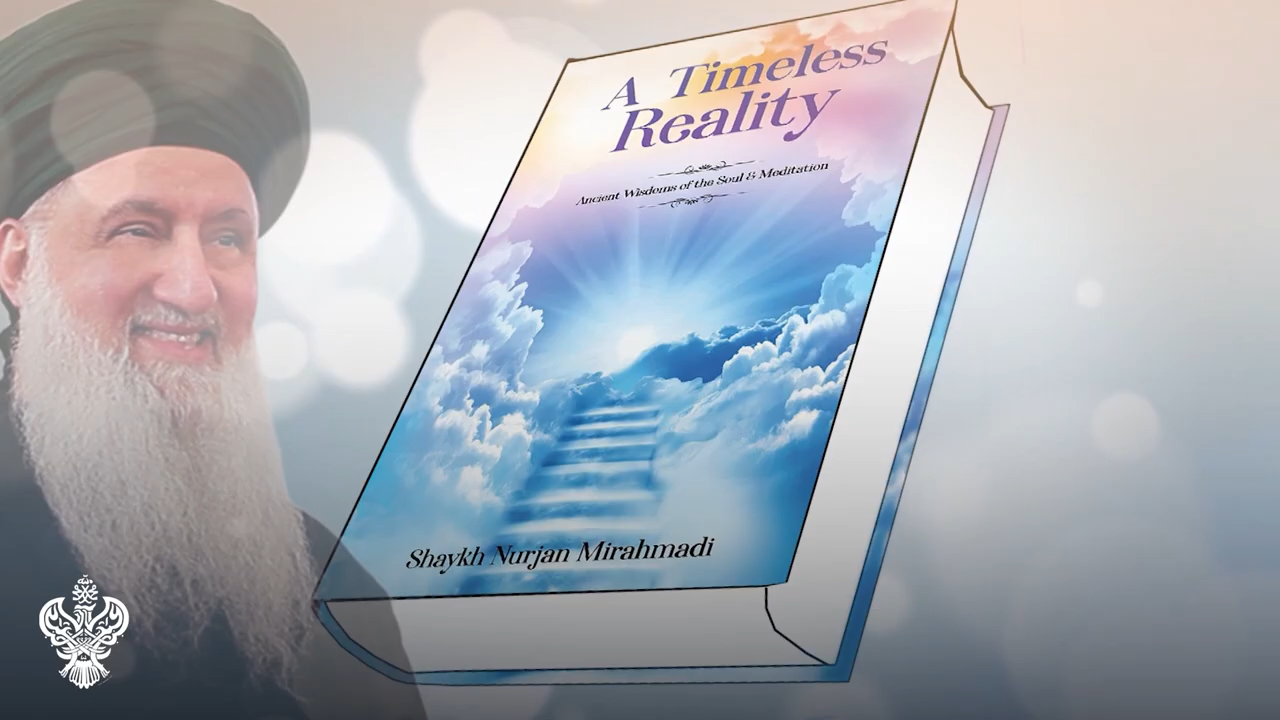 A Timeless
Reality
Ancient Wisdoms of the Soul & Meditation
Shaykh Nurjan Mirahmadi